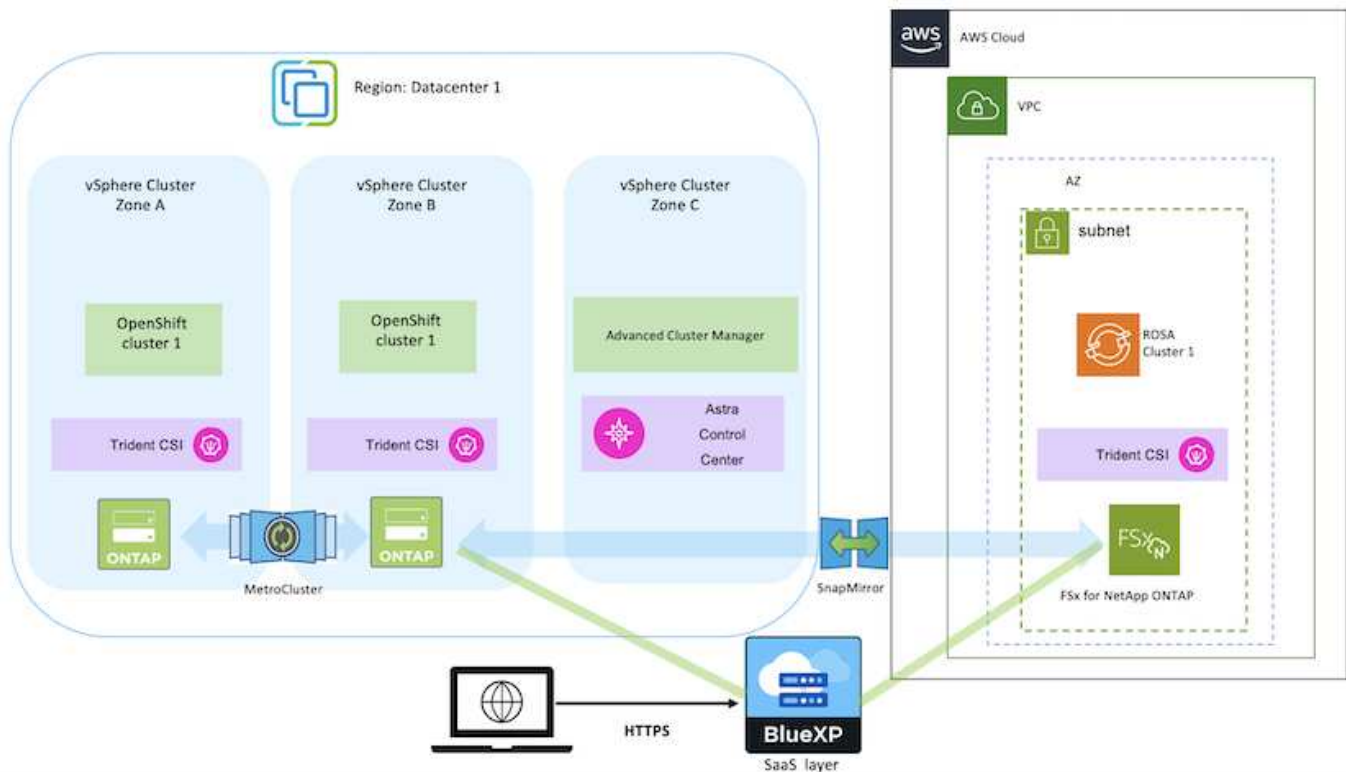 aws
AWS Cloud
Region: Datacenter 1
VPC
vSphere Cluster
Zone A
vSphere Cluster
Zone B
vSphere Cluster
Zone C
AZ
subnet
OpenShift
cluster 1
OpenShift
cluster 1
Advanced Cluster Manager
ROSA
Cluster 1
Trident CSI
Trident CSI
Astra
Control
Center
Trident CSI
ONTAP
MetroCluster
ONTAP
SnapMirror
FSx
N
FSx for NetApp ONTAP
HTTPS
BlueXP
SaaS layer